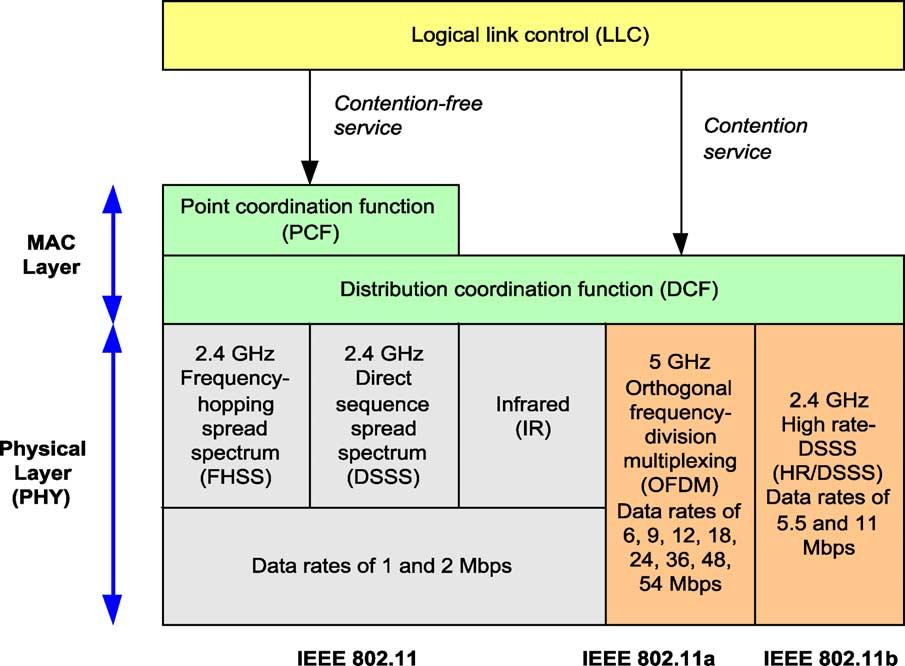 Logical link control (LLC)
Contention-free
service
Contention
service
Point coordination function
(PCF)
MAC
Layer
Distribution coordination function (DCF)
2.4 GHz
Frequency-
hopping
spread
spectrum
(FHSS)
2.4 GHz
Direct
sequence
spread
spectrum
(DSSS)
Infrared
(IR)
5 GHz
Orthogonal
frequency-
division
multiplexing
(OFDM)
Data rates of
6, 9, 12, 18,
24, 36, 48,
54 Mbps
2.4 GHz
High rate-
DSSS
(HR/DSSS)
Data rates of
5.5 and 11
Mbps
Physical
Layer
(PHY)
Data rates of 1 and 2 Mbps
IEEE 802.11
IEEE 802.11a
IEEE 802.11b